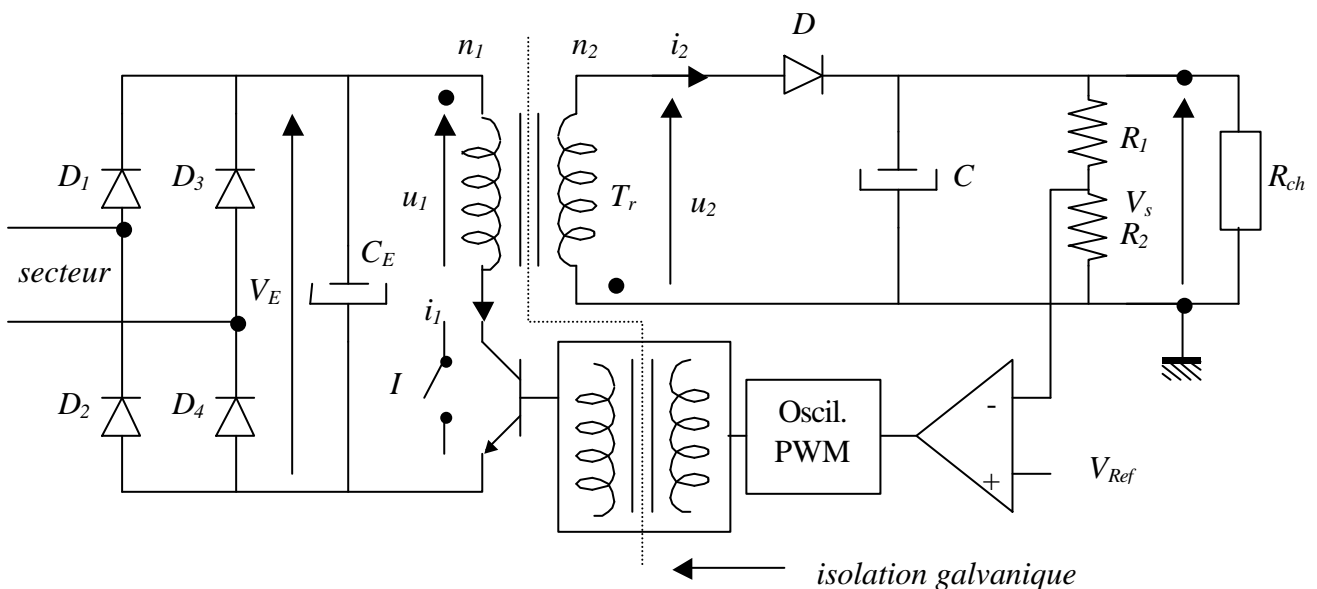 D
n1
n2
i2
D1
D3
u1
Tr
u2
C
R1
Rch
Vs
R2
secteur
VE
CE
i1
I
D2
D4
Oscil.
PWM
-
+
VRef
isolation galvanique